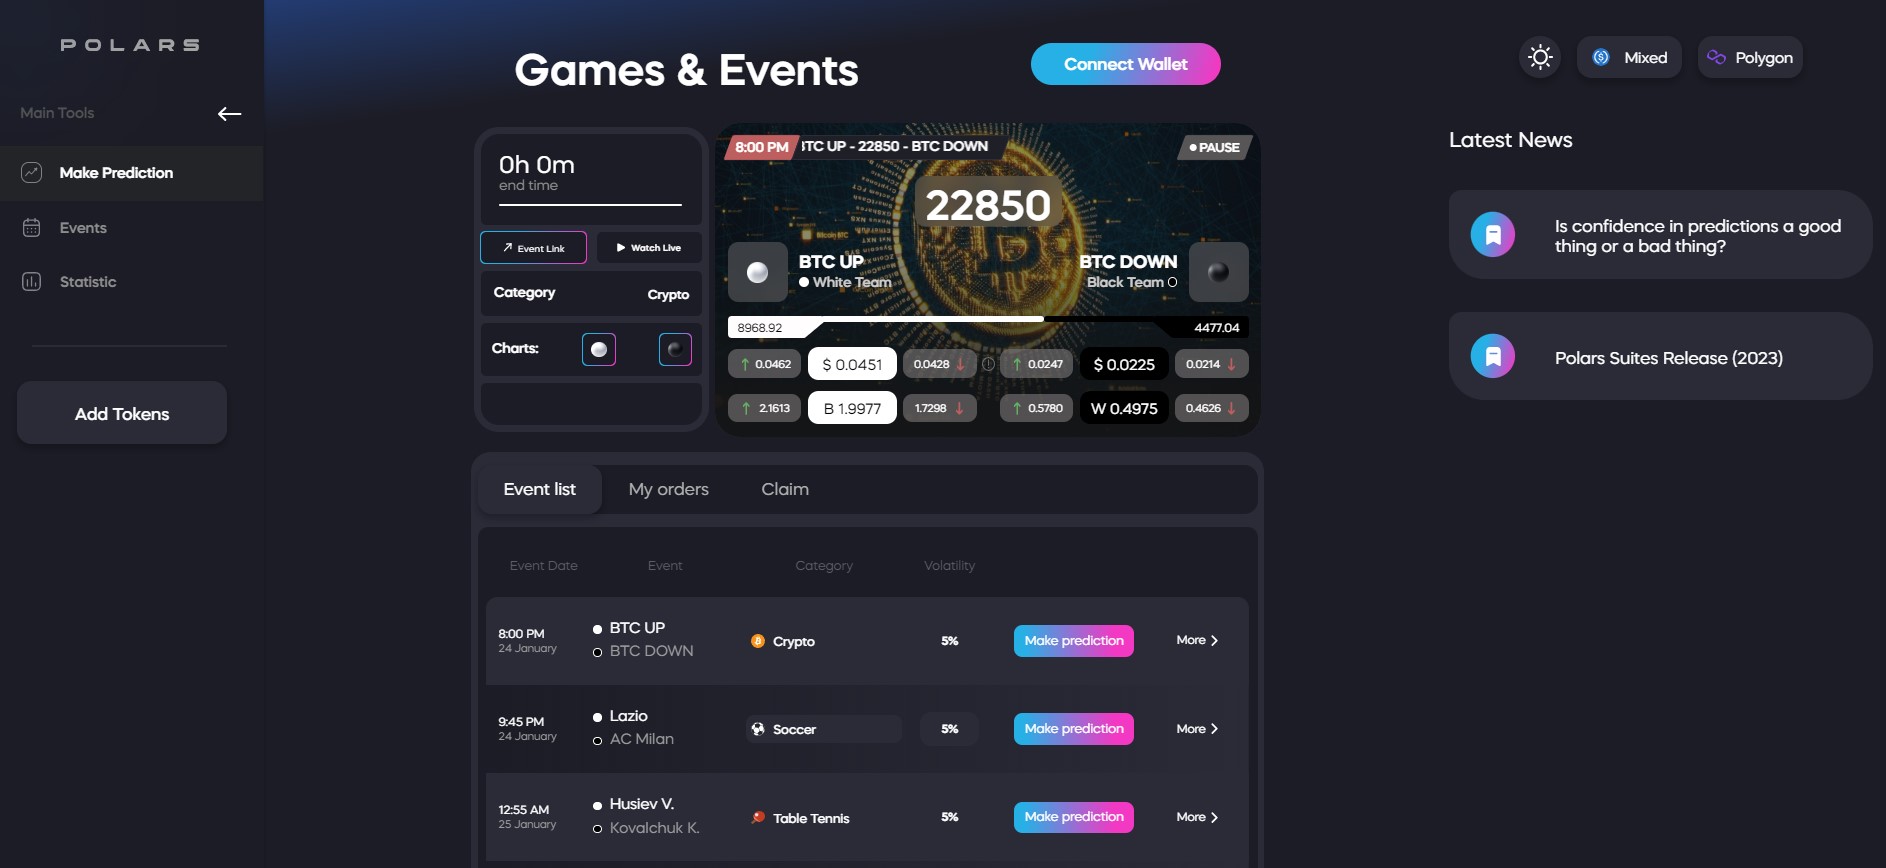 POLARS
Main Tools
Make Prediction
Events
Statistic
Add Tokens
Games & Events
Connect Wallet
Mixed
Polygon
0h 0m
end time
Event Link
Watch Live
Category
Crypto
Charts:
8:00 PM
BTC UP - 22850 - BTC DOWN
PAUSE
22850
Bitcoin BTC
BTC UP
White Team
BTC DOWN
Black Team
8968.92
4477.04
↑ 0.0462
$ 0.0451
0.0428 ↓
↑ 0.0247
$ 0.0225
0.0214 ↓
↑ 2.1613
B 1.9977
1.7298 ↓
↑ 0.5780
W 0.4975
0.4626 ↓
Event list
My orders
Claim
Event Date
Event
Category
Volatility
8:00 PM
24 January
BTC UP
BTC DOWN
Crypto
5%
Make prediction
More
9:45 PM
24 January
Lazio
AC Milan
Soccer
5%
Make prediction
More
12:55 AM
25 January
Husiev V.
Kovalchuk K.
Table Tennis
5%
Make prediction
More
Latest News
Is confidence in predictions a good
thing or a bad thing?
Polars Suites Release (2023)